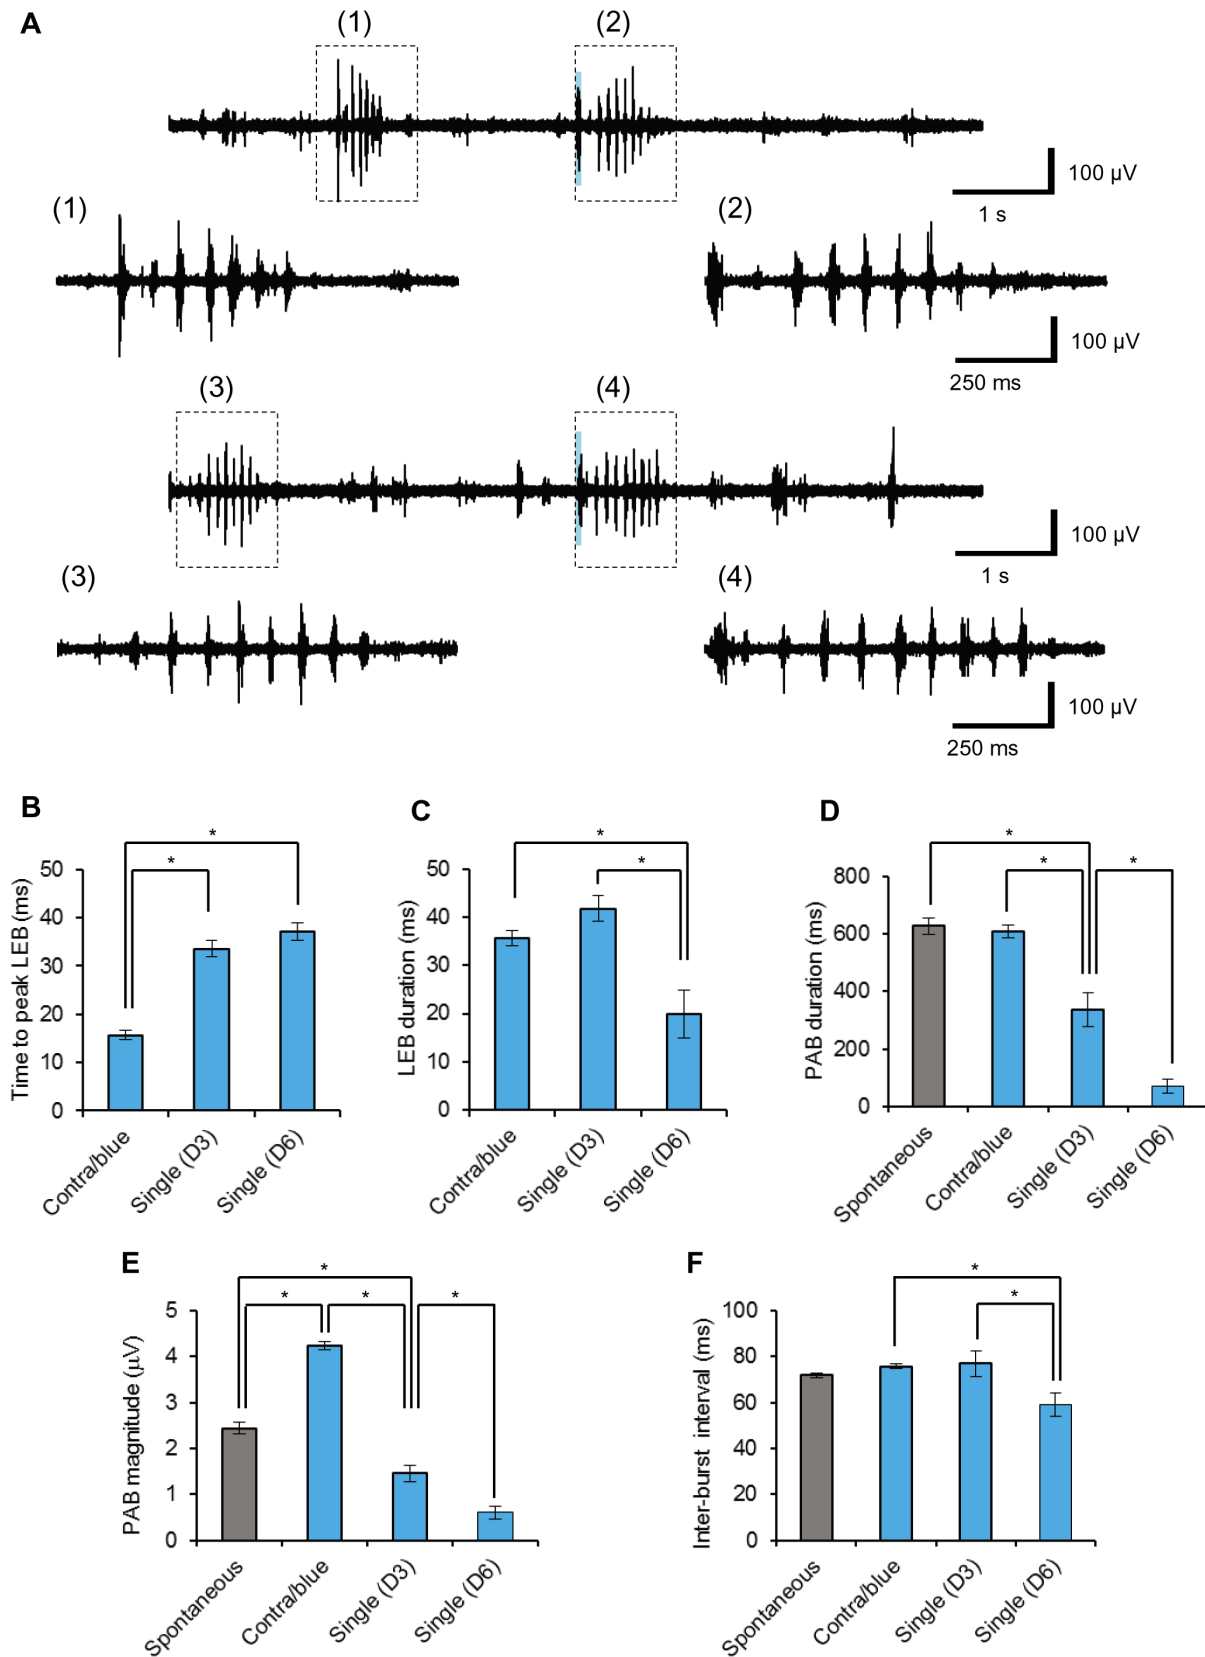 A
(1)
(2)
100 µV
1 s
(1)
(2)
100 µV
250 ms
(3)
(4)
100 µV
1 s
(3)
(4)
100 µV
250 ms
B
*
*
50
40
30
20
10
0
Time to peak LEB (ms)
Contra/blue
Single (D3)
Single (D6)
C
*
*
50
40
30
20
10
0
LEB duration (ms)
Contra/blue
Single (D3)
Single (D6)
D
*
*
*
800
600
400
200
0
PAB duration (ms)
Spontaneous
Contra/blue
Single (D3)
Single (D6)
E
*
*
*
*
5
4
3
2
1
0
PAB magnitude (µV)
Spontaneous
Contra/blue
Single (D3)
Single (D6)
F
*
*
100
80
60
40
20
0
Inter-burst interval (ms)
Spontaneous
Contra/blue
Single (D3)
Single (D6)